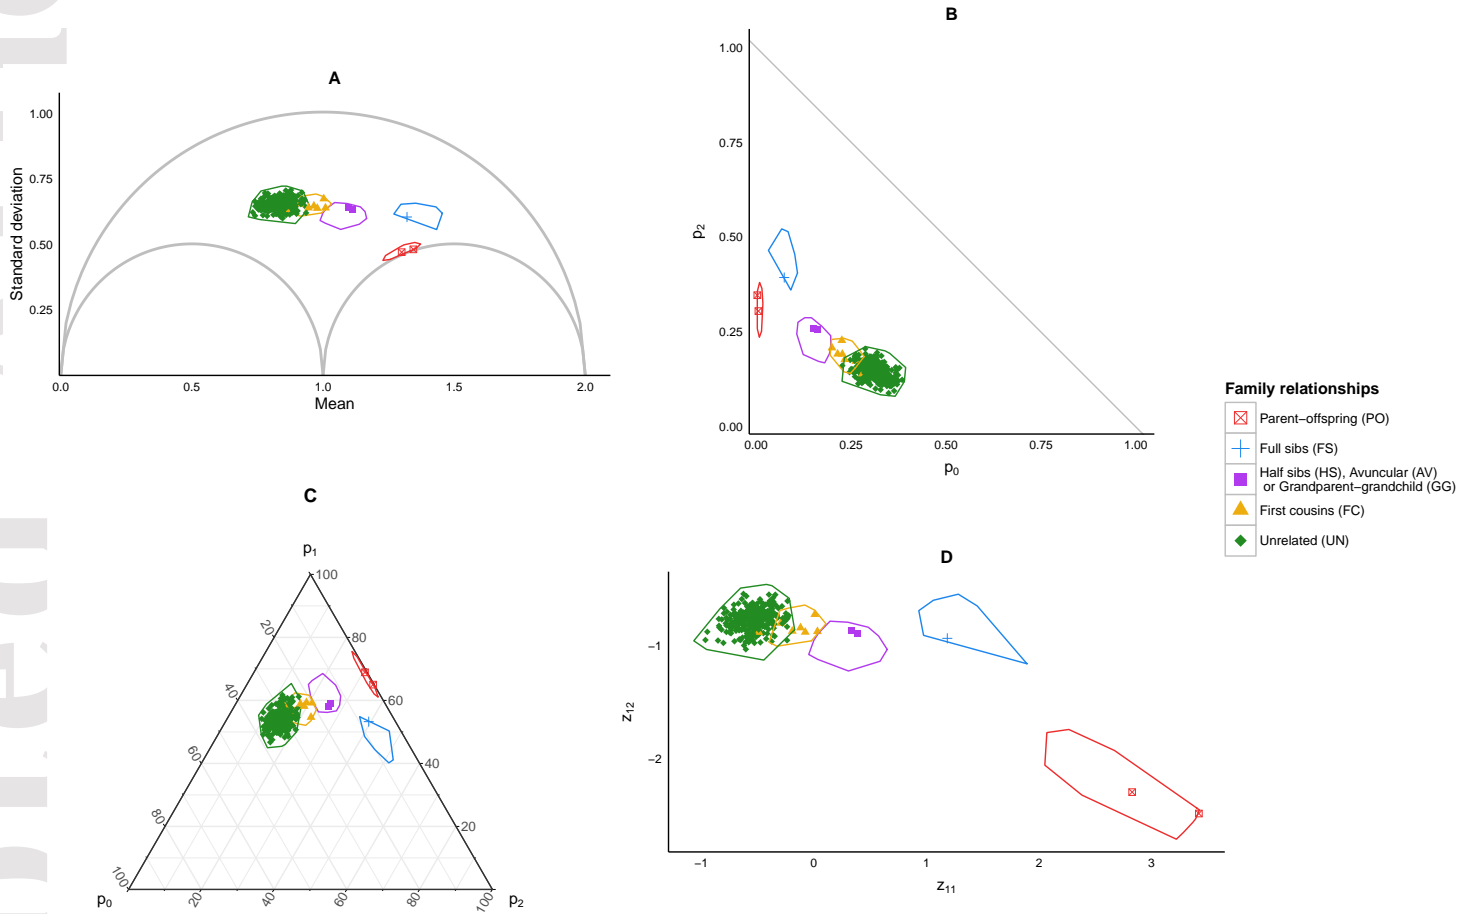 A
Standard deviation
1.00
0.75
0.50
0.25
0.0
0.5
1.0
1.5
2.0
Mean
B
p2
1.00
0.75
0.50
0.25
0.00
0.00
0.25
0.50
0.75
1.00
p0
Family relationships
Parent−offspring (PO)
Full sibs (FS)
Half sibs (HS), Avuncular (AV)
or Grandparent−grandchild (GG)
First cousins (FC)
Unrelated (UN)
C
p1
100
80
60
40
20
20
40
60
80
100
p0
20
40
60
80
100
p2
D
z12
−1
−2
−1
0
1
2
3
z11